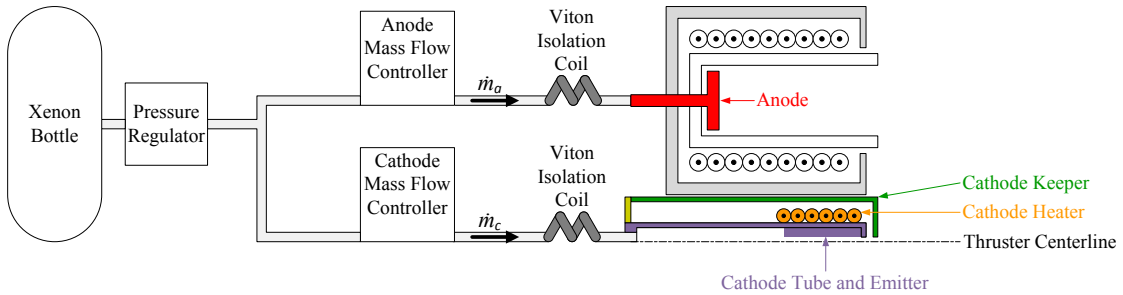 Xenon
Bottle
Pressure
Regulator
Anode
Mass Flow
Controller
ṁₐ
Viton
Isolation
Coil
Anode
Cathode
Mass Flow
Controller
ṁ꜀
Viton
Isolation
Coil
Cathode Keeper
Cathode Heater
Thruster Centerline
Cathode Tube and Emitter